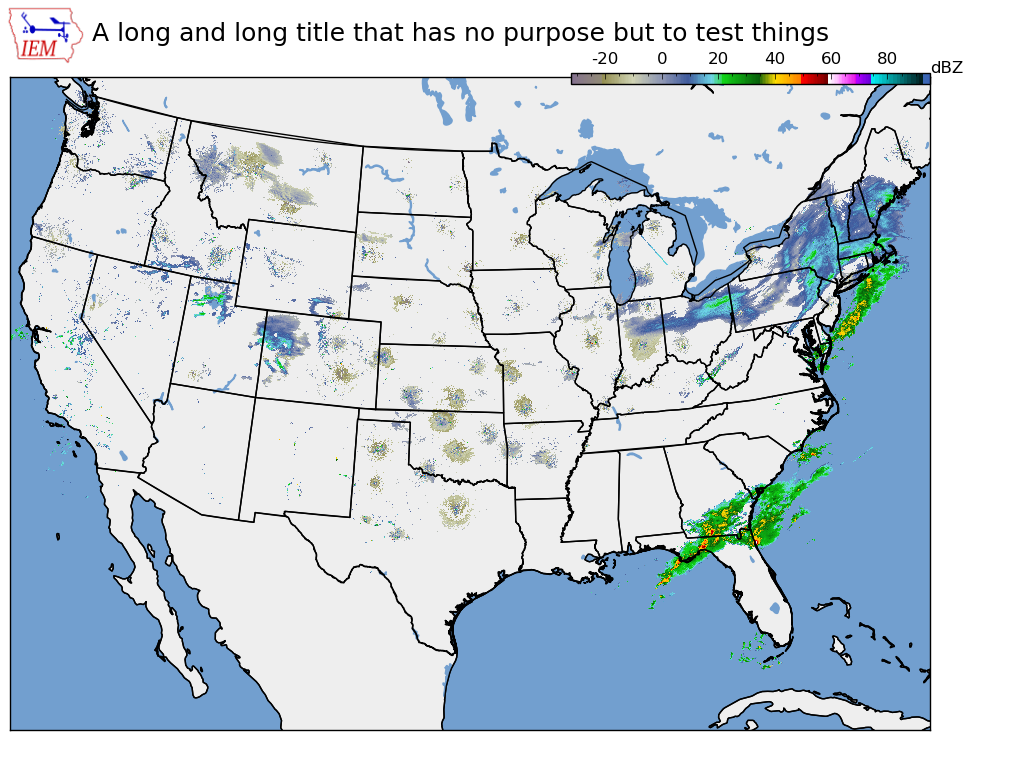 IEM
A long and long title that has no purpose but to test things
-20 0 20 40 60 80 dBZ